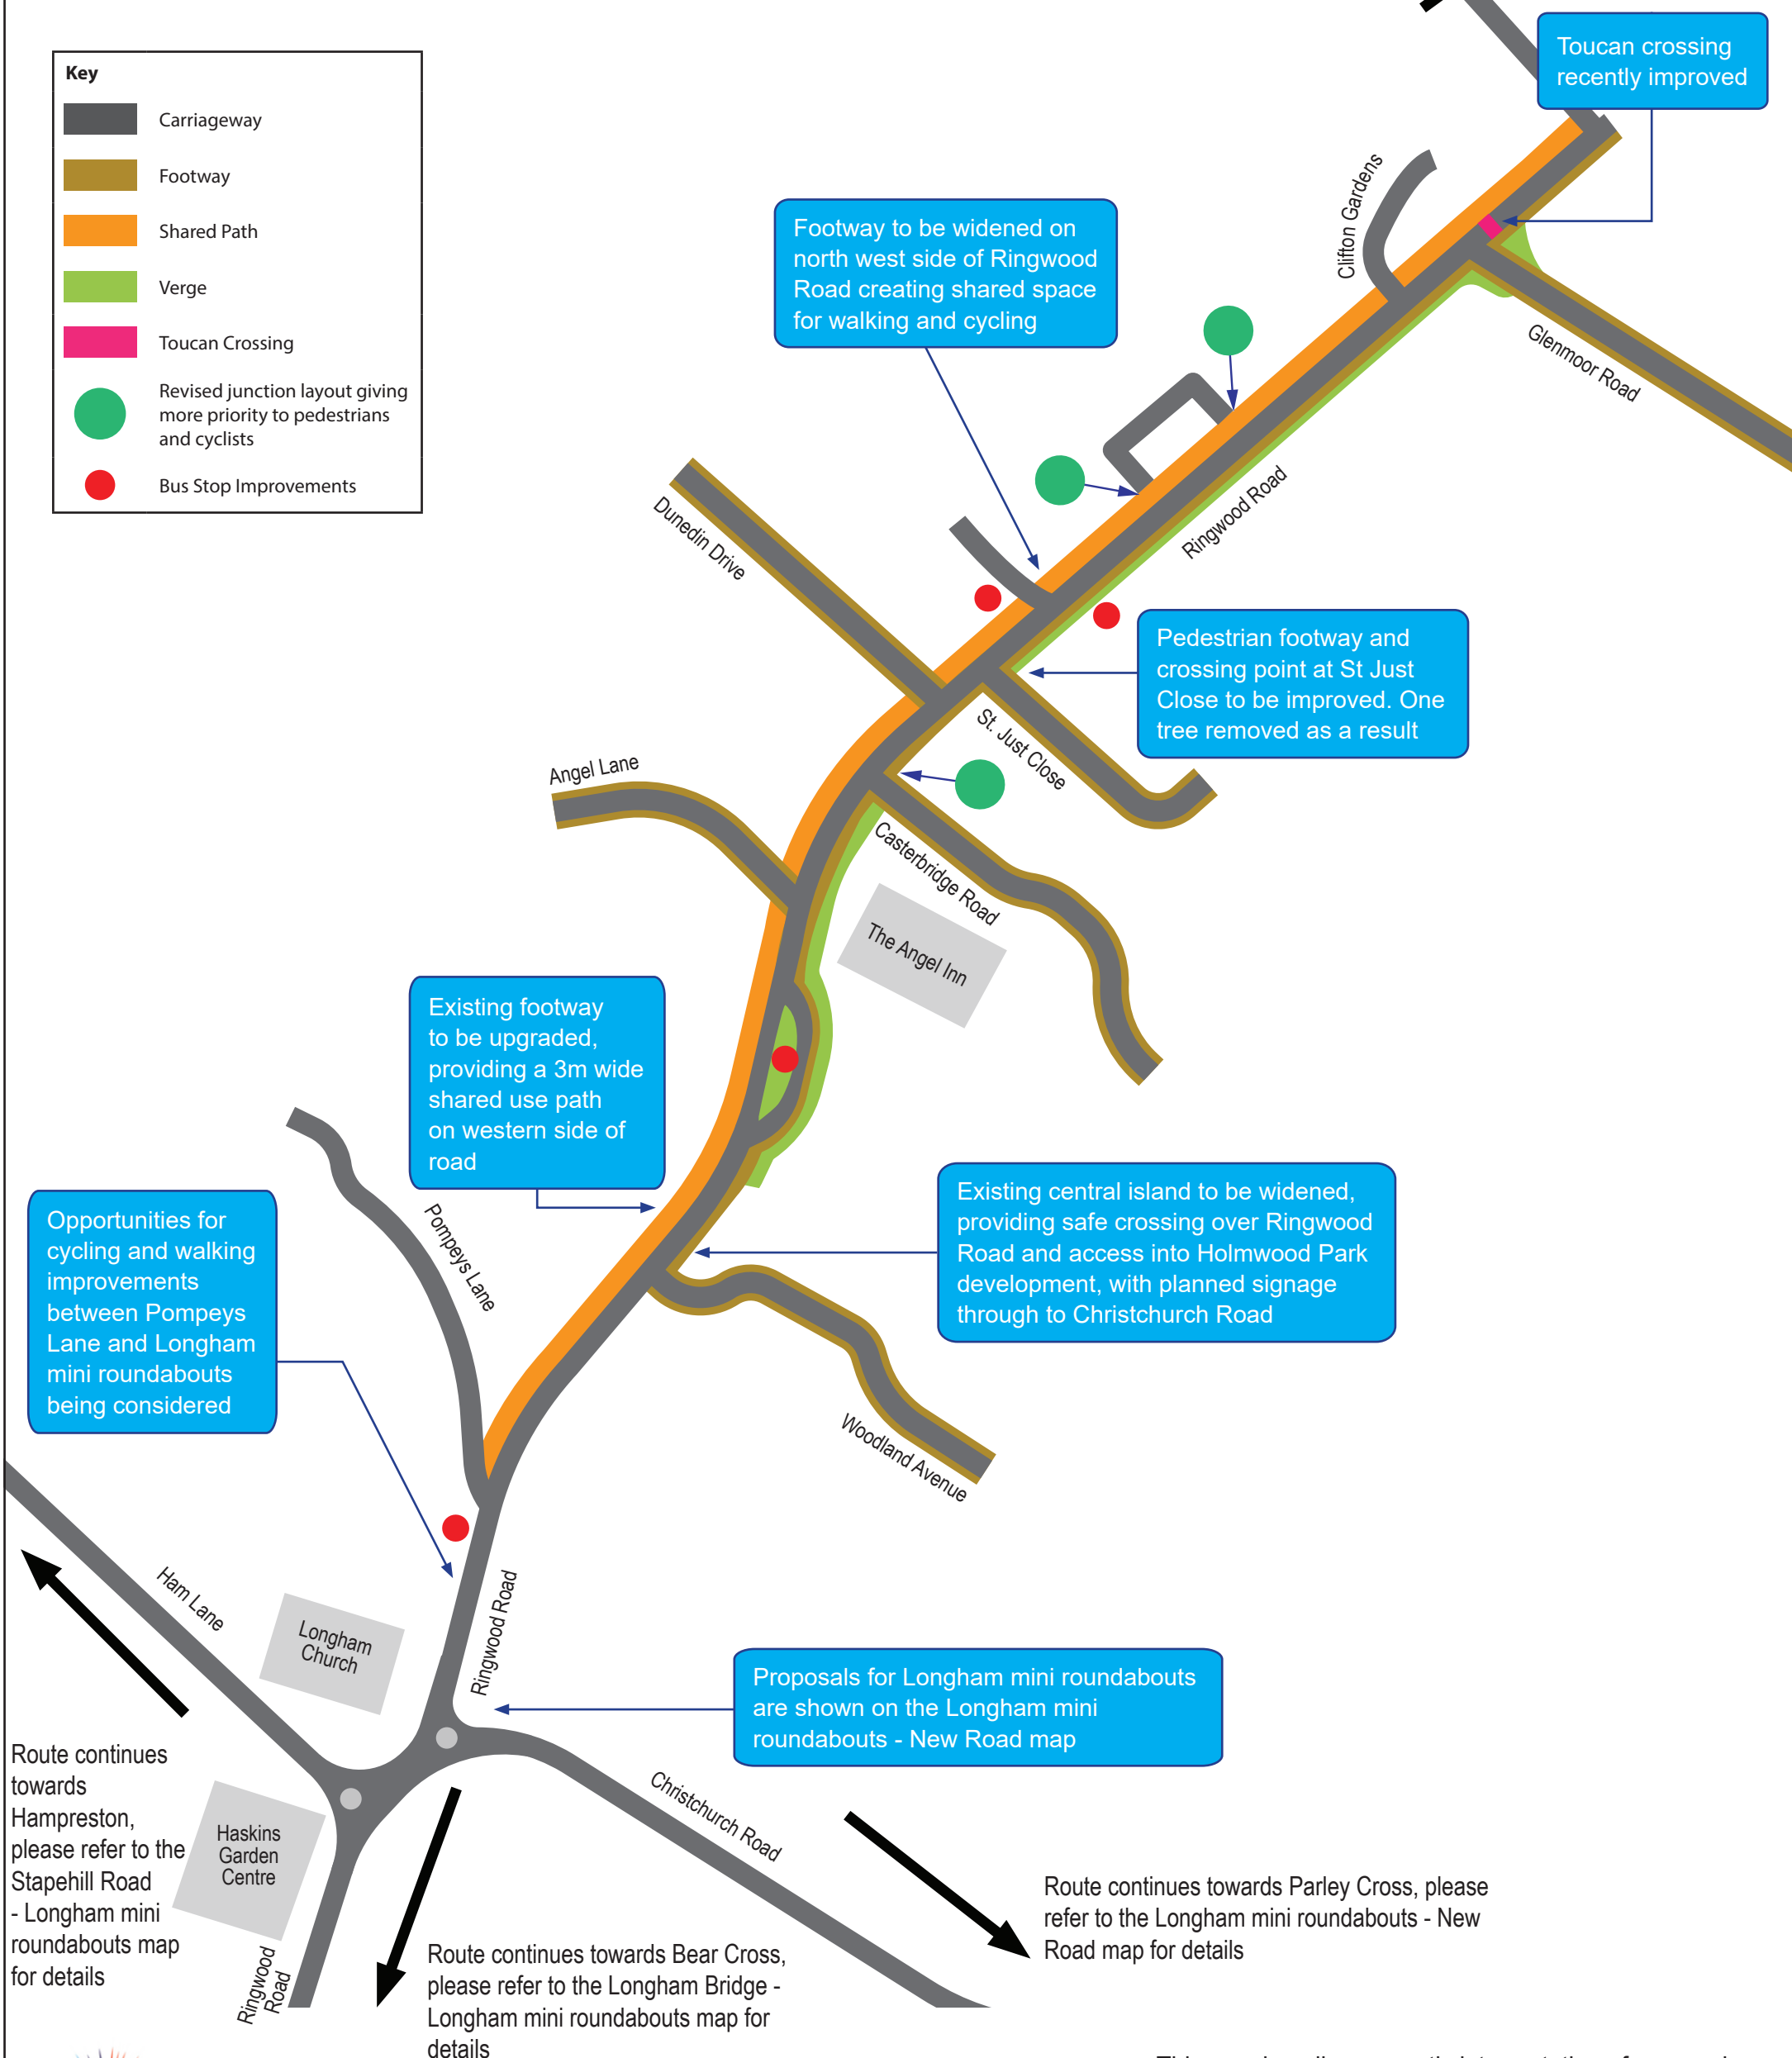 Key
Carriageway
Footway
Shared Path
Verge
Toucan Crossing
Revised junction layout giving
more priority to pedestrians
and cyclists
Bus Stop Improvements
Toucan crossing
recently improved
Clifton Gardens
Glenmoor Road
Footway to be widened on
north west side of Ringwood
Road creating shared space
for walking and cycling
Ringwood Road
Dunedin Drive
Pedestrian footway and
crossing point at St Just
Close to be improved. One
tree removed as a result
St. Just Close
Angel Lane
Casterbridge Road
The Angel Inn
Existing footway
to be upgraded,
providing a 3m wide
shared use path
on western side of
road
Pompeys Lane
Existing central island to be widened,
providing safe crossing over Ringwood
Road and access into Holmwood Park
development, with planned signage
through to Christchurch Road
Opportunities for
cycling and walking
improvements
between Pompeys
Lane and Longham
mini roundabouts
being considered
Woodland Avenue
Ham Lane
Longham
Church
Ringwood Road
Proposals for Longham mini roundabouts
are shown on the Longham mini
roundabouts - New Road map
Christchurch Road
Route continues
towards
Hampreston,
please refer to the
Stapehill Road
- Longham mini
roundabouts map
for details
Haskins
Garden
Centre
Ringwood
Road
Route continues towards Bear Cross,
please refer to the Longham Bridge -
Longham mini roundabouts map for
details
Route continues towards Parley Cross, please
refer to the Longham mini roundabouts - New
Road map for details